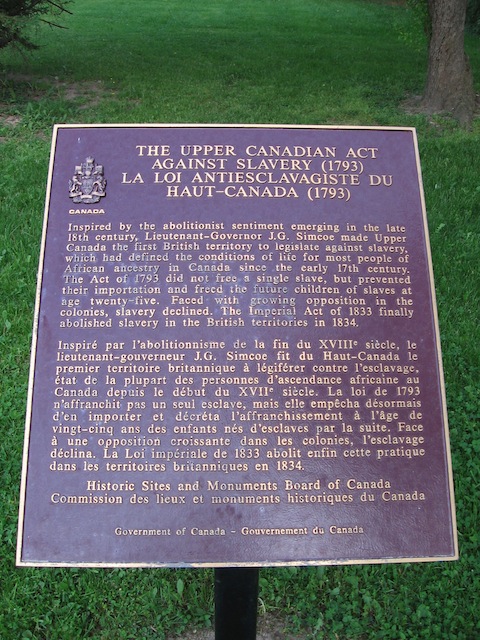 THE UPPER CANADIAN ACT
AGAINST SLAVERY (1793)
LA LOI ANTIESCLAVAGISTE DU
HAUT-CANADA (1793)
CANADA
Inspired by the abolitionist sentiment emerging in the late
18th century, Lieutenant-Governor J.G. Simcoe made Upper
Canada the first British territory to legislate against slavery,
which had defined the conditions of life for most people of
African ancestry in Canada since the early 17th century.
The Act of 1793 did not free a single slave, but prevented
their importation and freed the future children of slaves at
age twenty-five. Faced with growing opposition in the
colonies, slavery declined. The Imperial Act of 1833 finally
abolished slavery in the British territories in 1834.
Inspiré par l'abolitionnisme de la fin du XVIIIe siècle, le
lieutenant-gouverneur J.G. Simcoe fit du Haut-Canada le
premier territoire britannique à légiférer contre l'esclavage,
état de la plupart des personnes d'ascendance africaine au
Canada depuis le début du XVIIe siècle. La loi de 1793
n'affranchit pas un seul esclave, mais elle empêcha désormais
d'en importer et décréta l'affranchissement à l'âge de
vingt-cinq ans des enfants nés d'esclaves par la suite. Face
à une opposition croissante dans les colonies, l'esclavage
déclina. La Loi impériale de 1833 abolit enfin cette pratique
dans les territoires britanniques en 1834.
Historic Sites and Monuments Board of Canada
Commission des lieux et monuments historiques du Canada
Government of Canada - Gouvernement du Canada